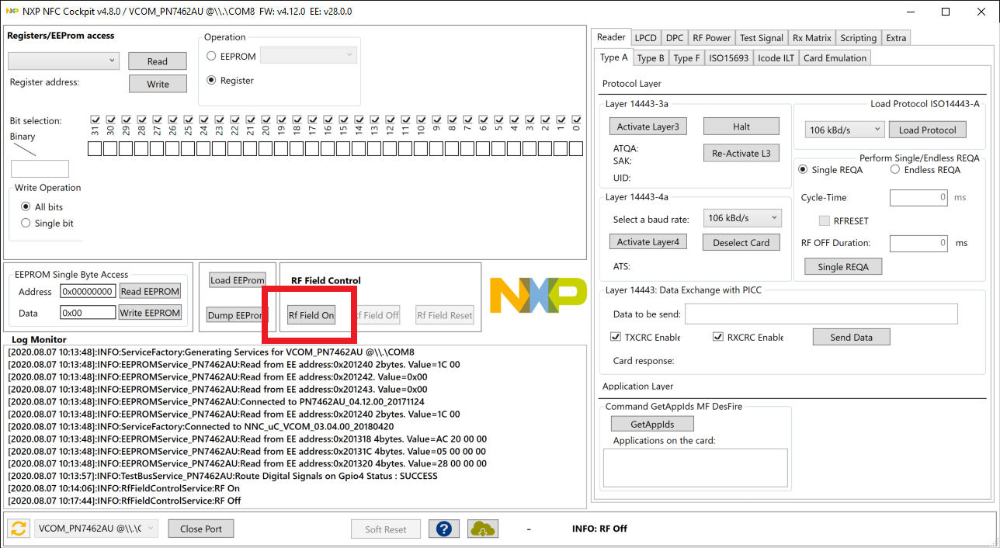 NXP NFC Cockpit v4.8.0 / VCOM_PN7462AU @\\.\COM8 FW: v4.12.0 EE: v28.0.0
Registers/EEProm access
Read
Register address:
Write
Operation
EEPROM
Register
Bit selection:
31 30 29 28 27 26 25 24 23 22 21 20 19 18 17 16 15 14 13 12 11 10 9 8 7 6 5 4 3 2 1 0
Binary
Write Operation
All bits
Single bit
EEPROM Single Byte Access
Address 0x00000000 Read EEPROM
Data 0x00 Write EEPROM
Load EEProm
Dump EEProm
RF Field Control
Rf Field On
Rf Field Off
Rf Field Reset
NXP
Log Monitor
[2020.08.07 10:13:48]:INFO:ServiceFactory:Generating Services for VCOM_PN7462AU @\\.\COM8
[2020.08.07 10:13:48]:INFO:EEPROMService_PN7462AU:Read from EE address:0x201240 2bytes. Value=1C 00
[2020.08.07 10:13:48]:INFO:EEPROMService_PN7462AU:Read from EE address:0x201242. Value=0x00
[2020.08.07 10:13:48]:INFO:EEPROMService_PN7462AU:Read from EE address:0x201243. Value=0x00
[2020.08.07 10:13:48]:INFO:EEPROMService_PN7462AU:Connected to PN7462AU_04.12.00_20171124
[2020.08.07 10:13:48]:INFO:EEPROMService_PN7462AU:Read from EE address:0x201240 2bytes. Value=1C 00
[2020.08.07 10:13:48]:INFO:ServiceFactory:Connected to NNC_uC_VCOM_03.04.00_20180420
[2020.08.07 10:13:48]:INFO:EEPROMService_PN7462AU:Read from EE address:0x201318 4bytes. Value=AC 20 00 00
[2020.08.07 10:13:48]:INFO:EEPROMService_PN7462AU:Read from EE address:0x20131C 4bytes. Value=05 00 00 00
[2020.08.07 10:13:48]:INFO:EEPROMService_PN7462AU:Read from EE address:0x201320 4bytes. Value=28 00 00 00
[2020.08.07 10:13:57]:INFO:TestBusService_PN7462AU:Route Digital Signals on Gpio4 Status : SUCCESS
[2020.08.07 10:14:06]:INFO:RfFieldControlService:RF On
[2020.08.07 10:17:44]:INFO:RfFieldControlService:RF Off
Reader LPCD DPC RF Power Test Signal Rx Matrix Scripting Extra
Type A Type B Type F ISO15693 Icode ILT Card Emulation
Protocol Layer
Layer 14443-3a
Activate Layer3 Halt
ATQA:
SAK:
Re-Activate L3
UID:
Load Protocol ISO14443-A
106 kBd/s Load Protocol
Perform Single/Endless REQA
Single REQA Endless REQA
Cycle-Time 0 ms
RFRESET
RF OFF Duration: 0 ms
Single REQA
Layer 14443-4a
Select a baud rate: 106 kBd/s
Activate Layer4 Deselect Card
ATS:
Layer 14443: Data Exchange with PICC
Data to be send:
TXCRC Enable RXCRC Enable Send Data
Card response:
Application Layer
Command GetAppIds MF DesFire
GetAppIds
Applications on the card:
VCOM_PN7462AU @\\.\C Close Port Soft Reset ? - INFO: RF Off